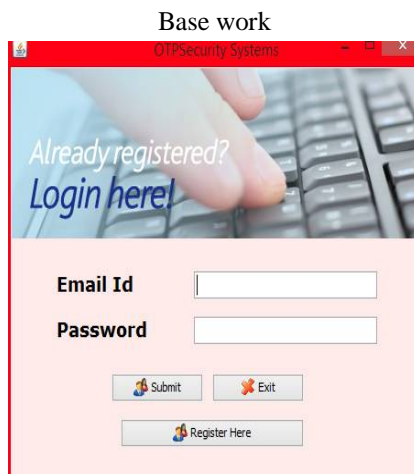 Base work
OTPSecurity Systems
Already registered?
Login here!
Email Id
Password
Submit
Exit
Register Here